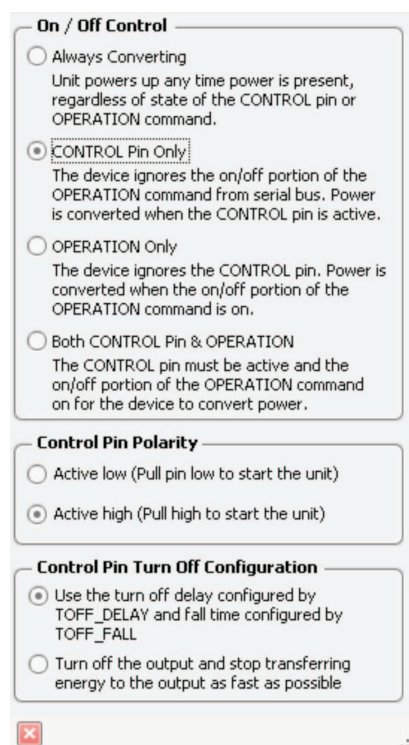 On / Off Control
Always Converting
Unit powers up any time power is present,
regardless of state of the CONTROL pin or
OPERATION command.
CONTROL Pin Only
The device ignores the on/off portion of the
OPERATION command from serial bus. Power
is converted when the CONTROL pin is active.
OPERATION Only
The device ignores the CONTROL pin. Power is
converted when the on/off portion of the
OPERATION command is on.
Both CONTROL Pin & OPERATION
The CONTROL pin must be active and the
on/off portion of the OPERATION command
on for the device to convert power.
Control Pin Polarity
Active low (Pull pin low to start the unit)
Active high (Pull high to start the unit)
Control Pin Turn Off Configuration
Use the turn off delay configured by
TOFF_DELAY and fall time configured by
TOFF_FALL
Turn off the output and stop transferring
energy to the output as fast as possible